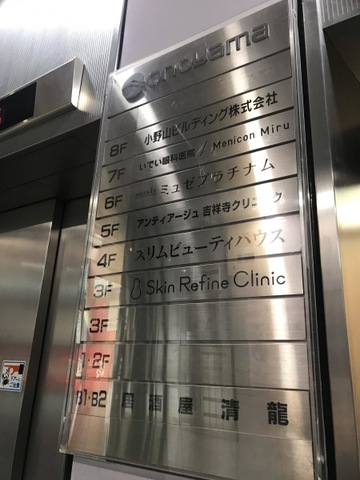 onoyama
8F 小野山ビルディング株式会社
7F いでい眼科医院 / Menicon Miru
6F ミュゼプラチナム
5F アンティアージュ 吉祥寺クリニック
4F スリムビューティハウス
3F Skin Refine Clinic
3F
1-2F
B1·B2 居酒屋 清龍